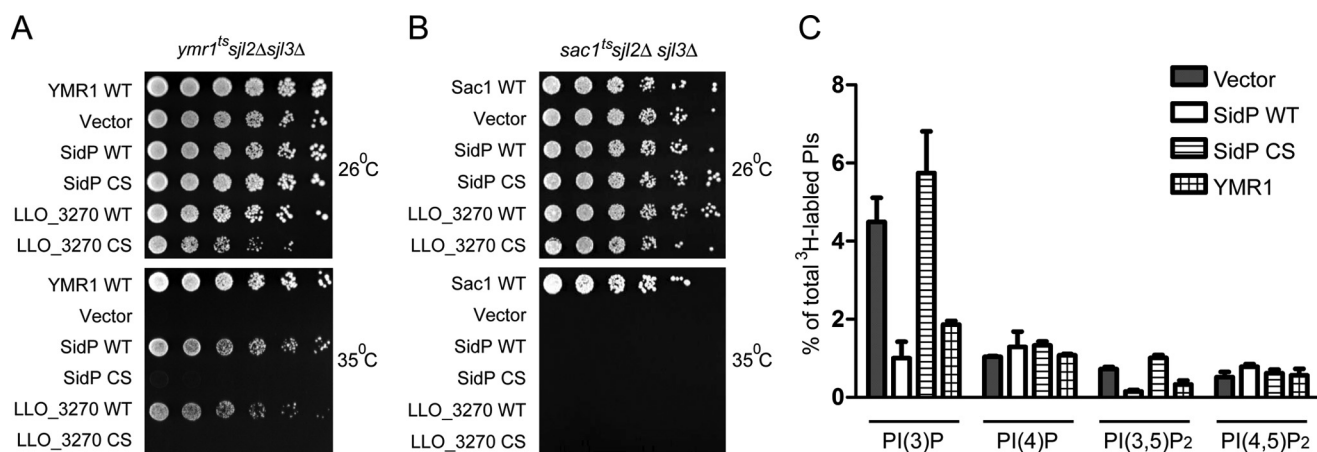 A
ymr1ᵗˢsjl2Δsjl3Δ
YMR1 WT
Vector
SidP WT
SidP CS
LLO_3270 WT
LLO_3270 CS
26⁰C
YMR1 WT
Vector
SidP WT
SidP CS
LLO_3270 WT
LLO_3270 CS
35⁰C
B
sac1ᵗˢsjl2Δ sjl3Δ
Sac1 WT
Vector
SidP WT
SidP CS
LLO_3270 WT
LLO_3270 CS
26⁰C
Sac1 WT
Vector
SidP WT
SidP CS
LLO_3270 WT
LLO_3270 CS
35⁰C
C
% of total ³H-labled PIs
8
6
4
2
0
Vector
SidP WT
SidP CS
YMR1
PI(3)P
PI(4)P
PI(3,5)P₂
PI(4,5)P₂